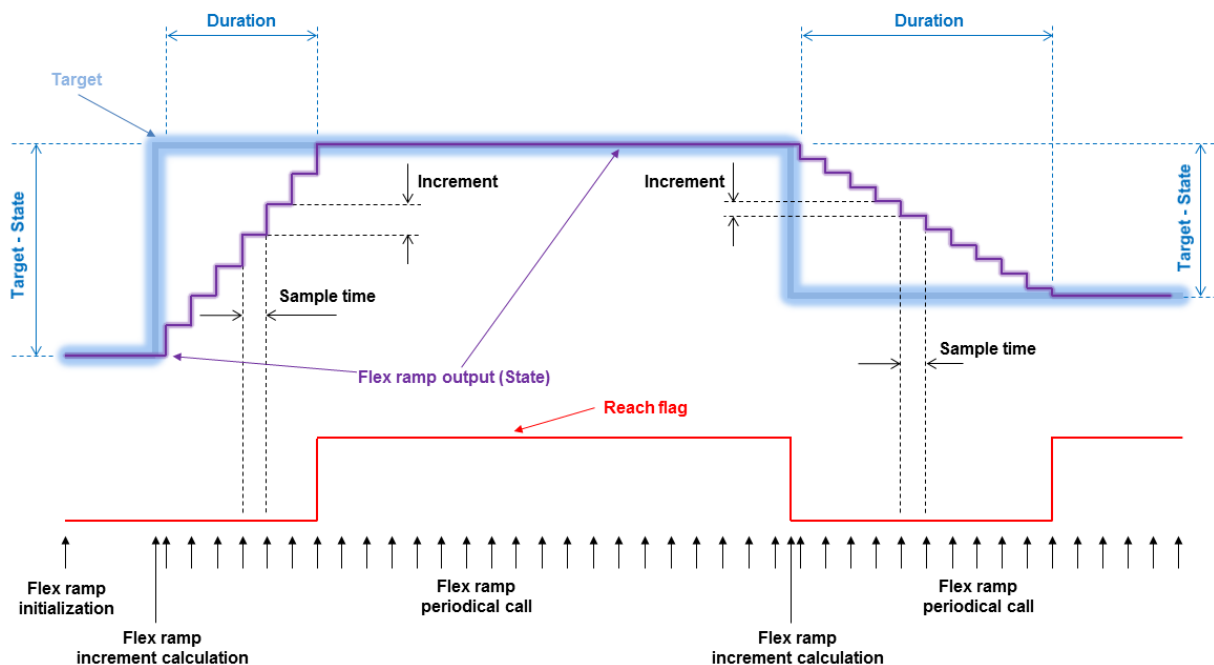 Duration
Duration
Target
Increment
Increment
Target - State
Target - State
Sample time
Sample time
Flex ramp output (State)
Reach flag
Flex ramp
initialization
Flex ramp
periodical call
Flex ramp
periodical call
Flex ramp
increment calculation
Flex ramp
increment calculation